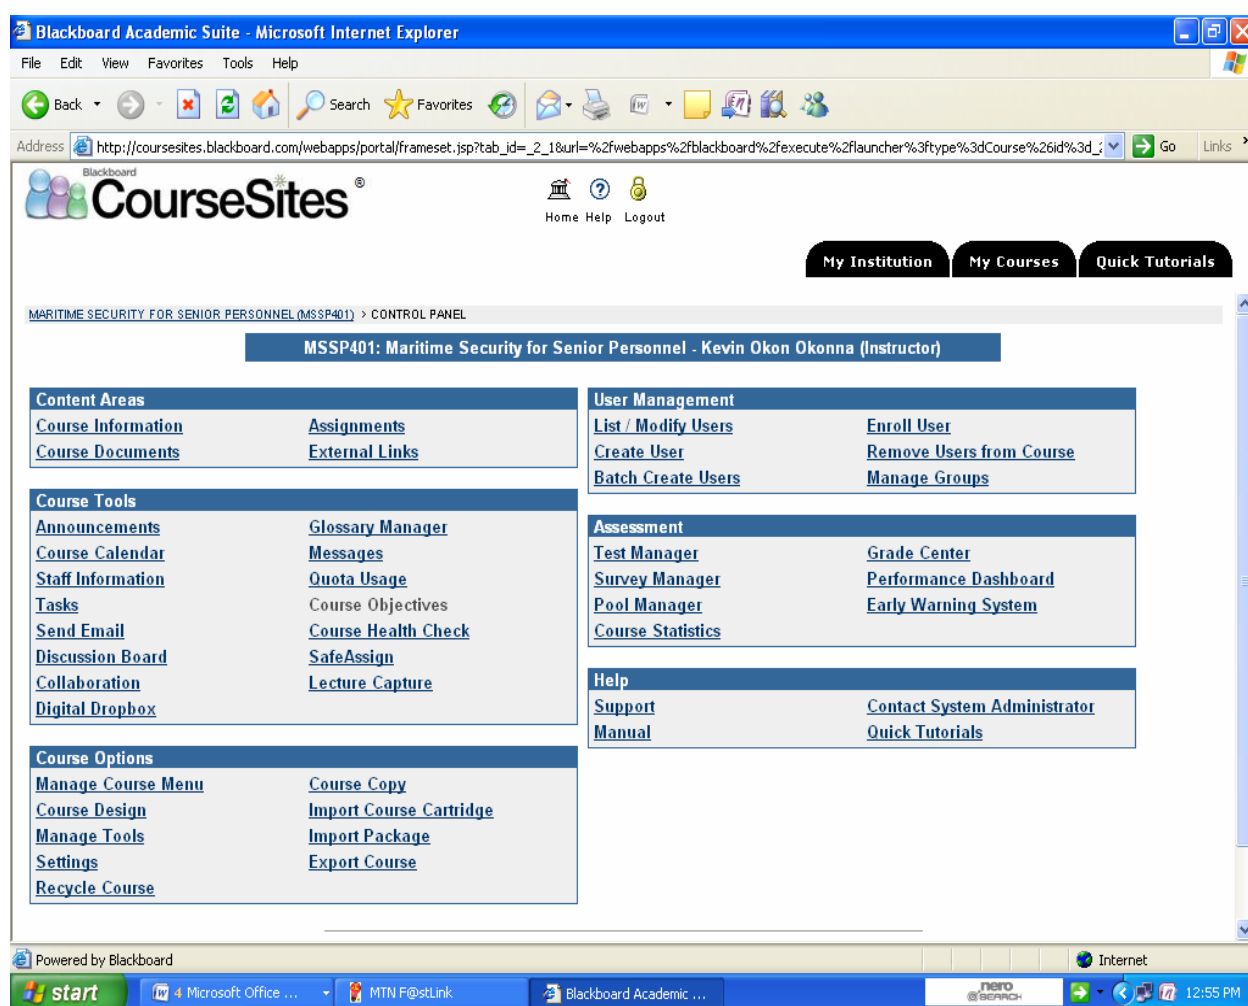 Blackboard Academic Suite - Microsoft Internet Explorer
File Edit View Favorites Tools Help
Back Search Favorites
Address http://coursesites.blackboard.com/webapps/portal/frameset.jsp?tab_id=_2_1&url=%2fwebapps%2fblackboard%2fexecute%2flauncher%3ftype%3dCourse%26id%3d_ Go Links
Blackboard
CourseSites ®
Home Help Logout
My Institution My Courses Quick Tutorials
MARITIME SECURITY FOR SENIOR PERSONNEL (MSSP401) > CONTROL PANEL
MSSP401: Maritime Security for Senior Personnel - Kevin Okon Okonna (Instructor)
Content Areas
Course Information Assignments
Course Documents External Links
Course Tools
Announcements Glossary Manager
Course Calendar Messages
Staff Information Quota Usage
Tasks Course Objectives
Send Email Course Health Check
Discussion Board SafeAssign
Collaboration Lecture Capture
Digital Dropbox
Course Options
Manage Course Menu Course Copy
Course Design Import Course Cartridge
Manage Tools Import Package
Settings Export Course
Recycle Course
User Management
List / Modify Users Enroll User
Create User Remove Users from Course
Batch Create Users Manage Groups
Assessment
Test Manager Grade Center
Survey Manager Performance Dashboard
Pool Manager Early Warning System
Course Statistics
Help
Support Contact System Administrator
Manual Quick Tutorials
Powered by Blackboard Internet
start 4 Microsoft Office ... MTN F@stLink Blackboard Academic ... nero SEARCH 12:55 PM